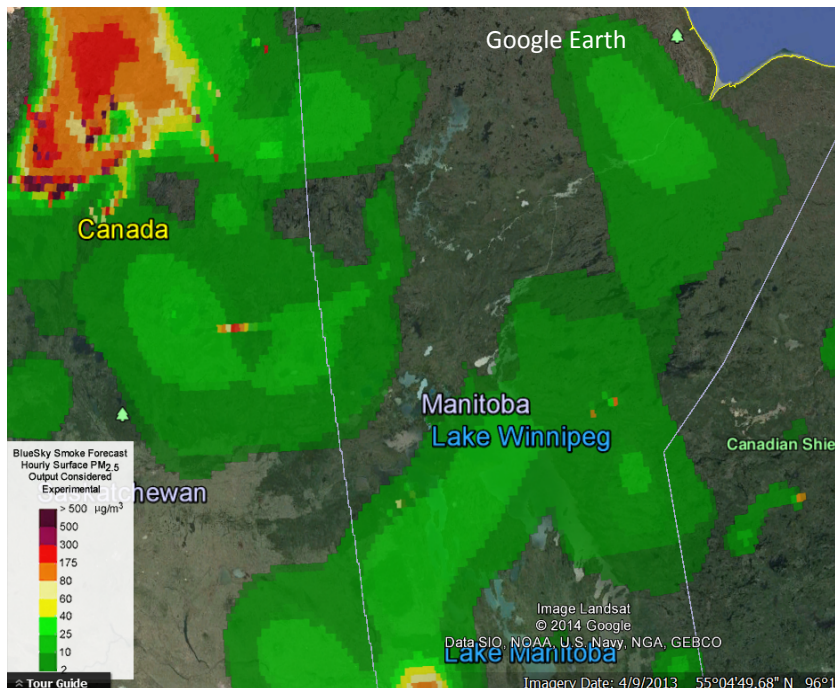 Google Earth
Canada
Manitoba
Lake Winnipeg
Canadian Shie
BlueSky Smoke Forecast
Hourly Surface PM2.5
Output Considered
Experimental
Saskatchewan
> 500 µg/m3
500
300
175
80
60
40
25
10
2
Image Landsat
© 2014 Google
Data SIO, NOAA, U.S. Navy, NGA, GEBCO
Lake Manitoba
Tour Guide
Imagery Date: 4/9/2013 55°04'49.68" N 96°1